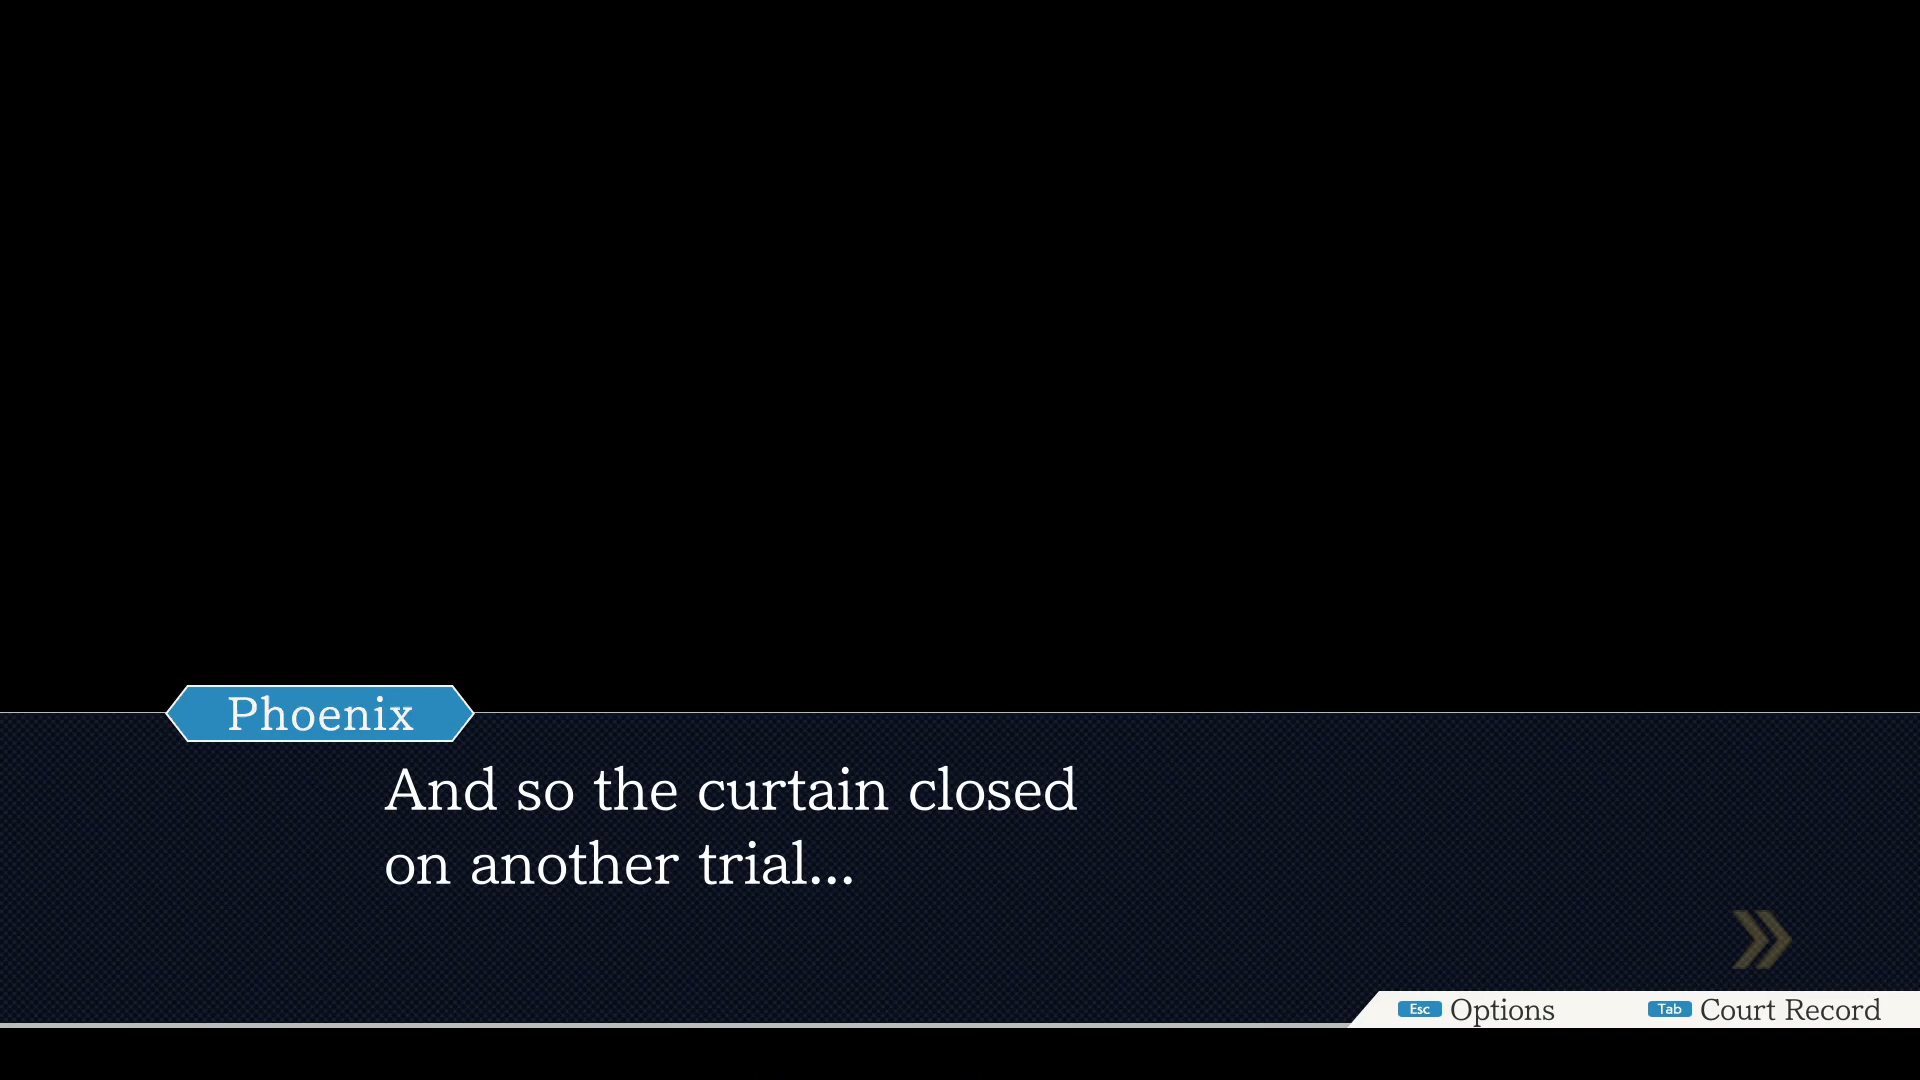 Phoenix
And so the curtain closed
on another trial...
Esc Options Tab Court Record